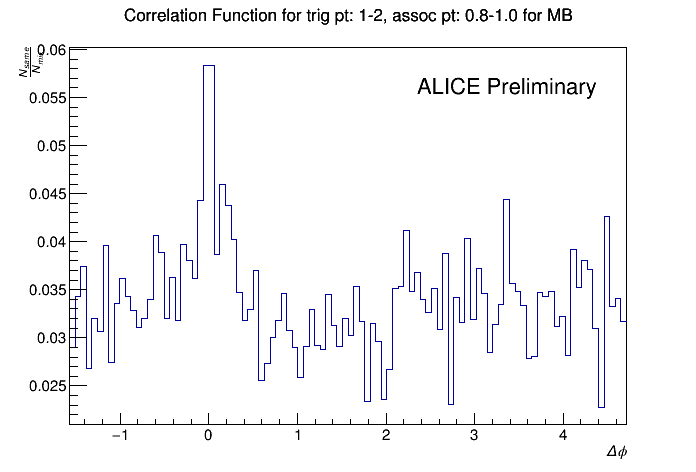 Correlation Function for trig pt: 1-2, assoc pt: 0.8-1.0 for MB
N_same
0.06
ALICE Preliminary
0.055
0.05
0.045
0.04
0.035
0.03
0.025
−1 0 1 2 3 4
Δϕ